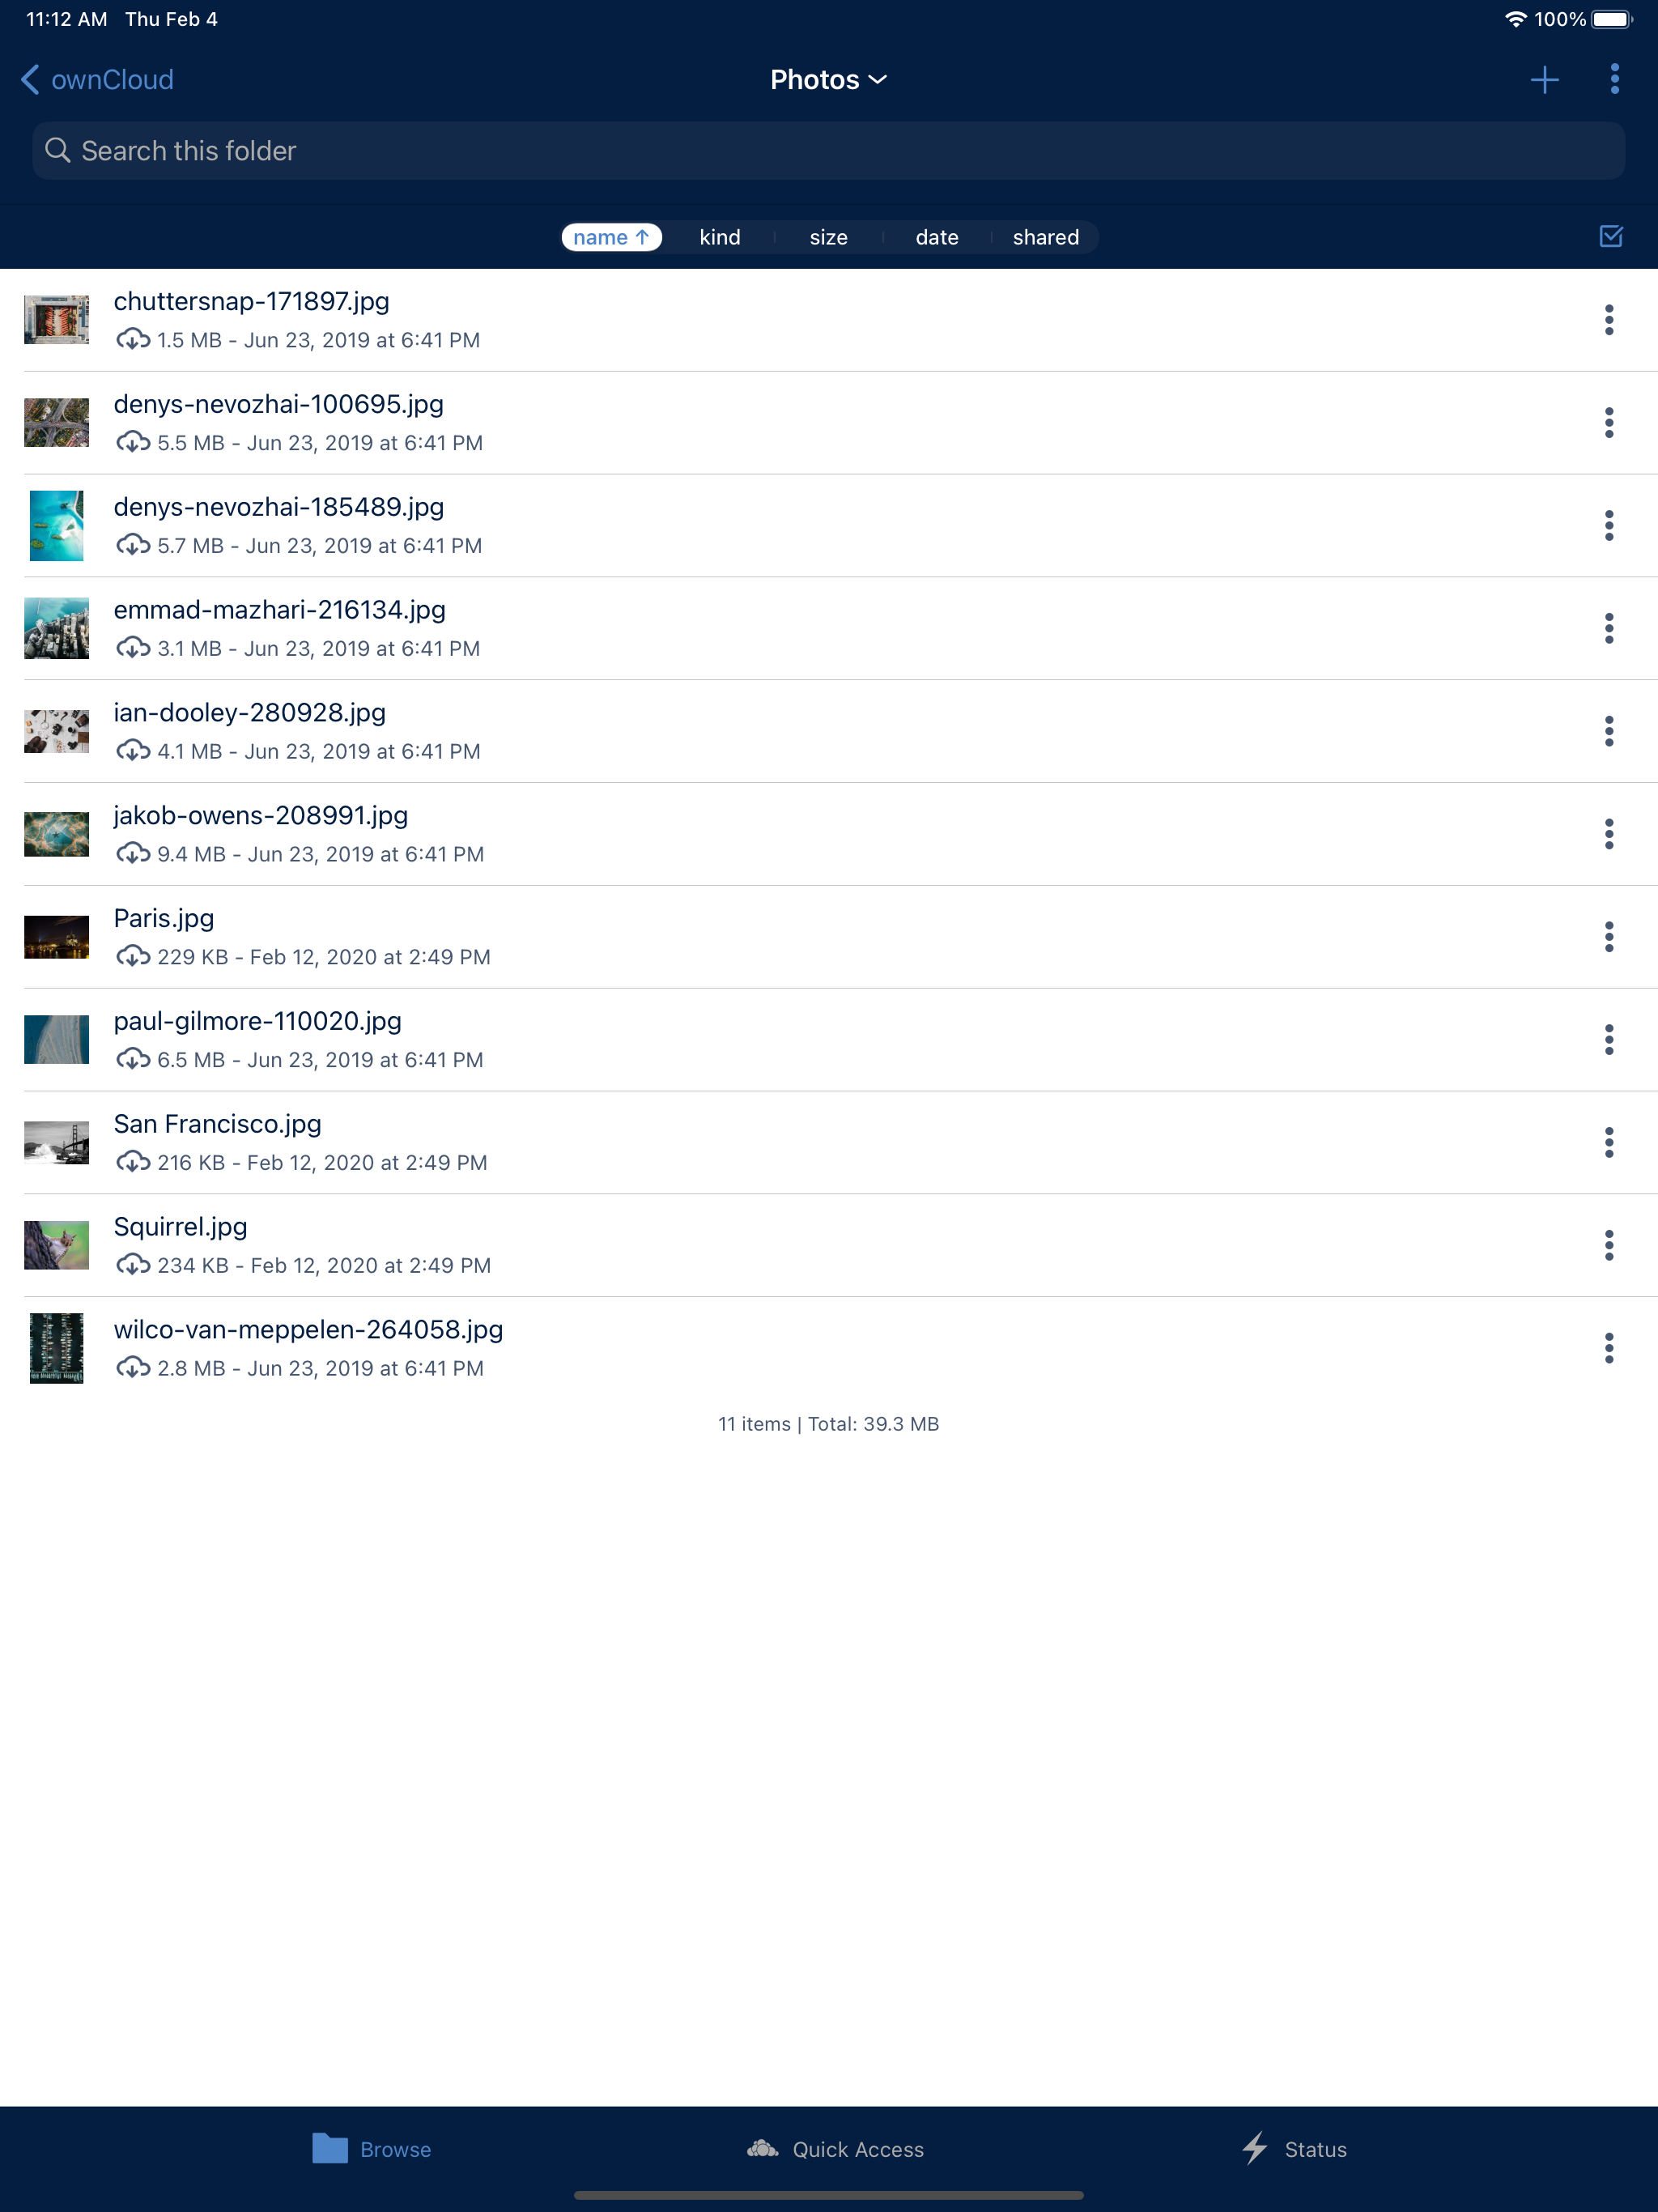 11:12 AM Thu Feb 4 100%
ownCloud Photos
Search this folder
name ↑ kind size date shared
chuttersnap-171897.jpg
1.5 MB - Jun 23, 2019 at 6:41 PM
denys-nevozhai-100695.jpg
5.5 MB - Jun 23, 2019 at 6:41 PM
denys-nevozhai-185489.jpg
5.7 MB - Jun 23, 2019 at 6:41 PM
emmad-mazhari-216134.jpg
3.1 MB - Jun 23, 2019 at 6:41 PM
ian-dooley-280928.jpg
4.1 MB - Jun 23, 2019 at 6:41 PM
jakob-owens-208991.jpg
9.4 MB - Jun 23, 2019 at 6:41 PM
Paris.jpg
229 KB - Feb 12, 2020 at 2:49 PM
paul-gilmore-110020.jpg
6.5 MB - Jun 23, 2019 at 6:41 PM
San Francisco.jpg
216 KB - Feb 12, 2020 at 2:49 PM
Squirrel.jpg
234 KB - Feb 12, 2020 at 2:49 PM
wilco-van-meppelen-264058.jpg
2.8 MB - Jun 23, 2019 at 6:41 PM
11 items | Total: 39.3 MB
Browse Quick Access Status